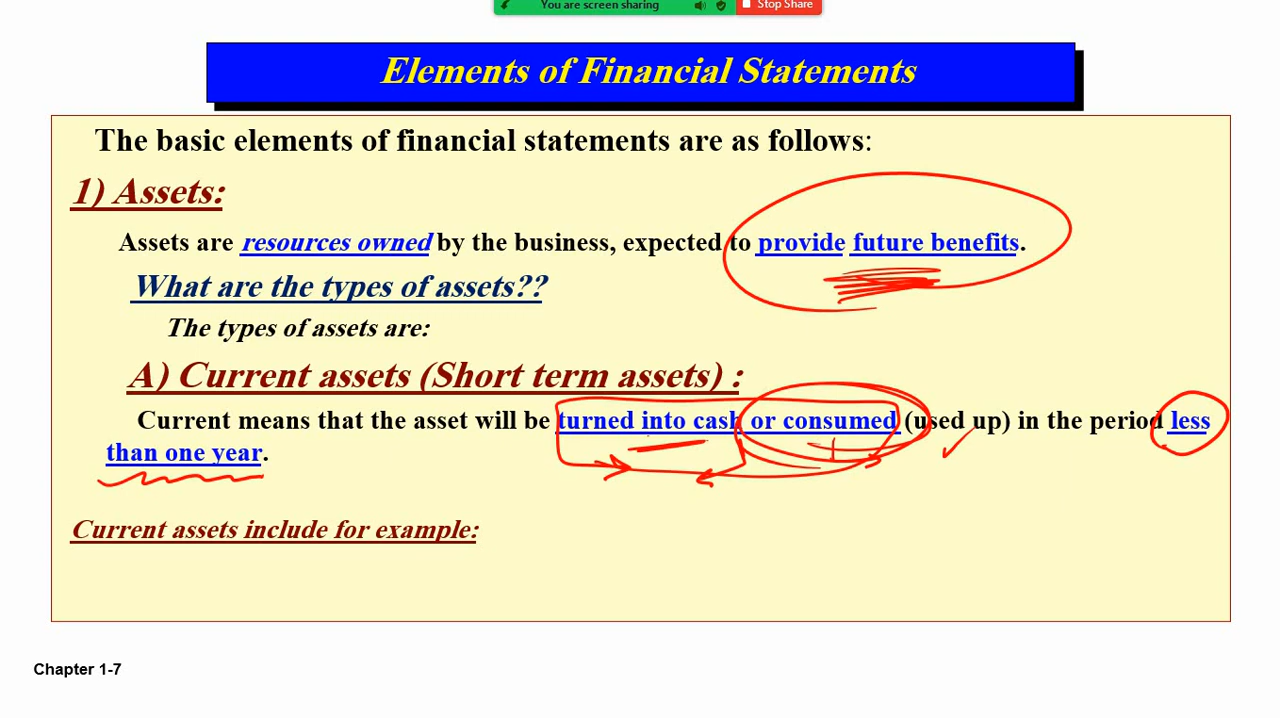 You are screen sharing Stop Share
Elements of Financial Statements
The basic elements of financial statements are as follows:
1) Assets:
Assets are resources owned by the business, expected to provide future benefits.
What are the types of assets??
The types of assets are:
A) Current assets (Short term assets) :
Current means that the asset will be turned into cash or consumed (used up) in the period less
than one year.
Current assets include for example:
Chapter 1-7